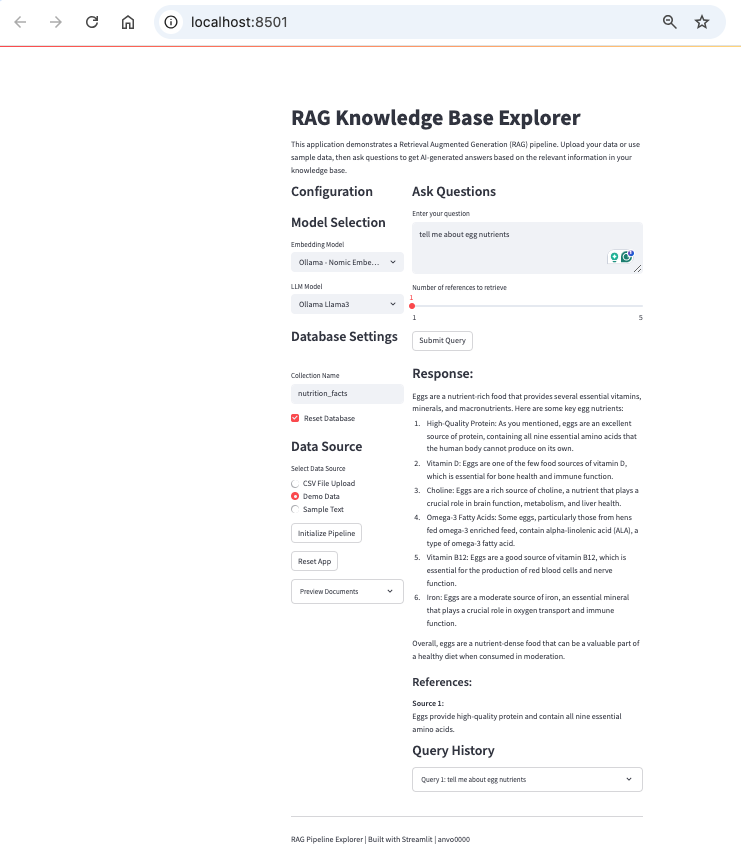 localhost:8501
RAG Knowledge Base Explorer
This application demonstrates a Retrieval Augmented Generation (RAG) pipeline. Upload your data or use
sample data, then ask questions to get AI-generated answers based on the relevant information in your
knowledge base.
Configuration
Model Selection
Embedding Model
Ollama - Nomic Embe...
LLM Model
Ollama Llama3
Database Settings
Collection Name
nutrition_facts
Reset Database
Data Source
Select Data Source
CSV File Upload
Demo Data
Sample Text
Initialize Pipeline
Reset App
Preview Documents
Ask Questions
Enter your question
tell me about egg nutrients
Number of references to retrieve
1
1
5
Submit Query
Response:
Eggs are a nutrient-rich food that provides several essential vitamins,
minerals, and macronutrients. Here are some key egg nutrients:
1. High-Quality Protein: As you mentioned, eggs are an excellent
source of protein, containing all nine essential amino acids that
the human body cannot produce on its own.
2. Vitamin D: Eggs are one of the few food sources of vitamin D,
which is essential for bone health and immune function.
3. Choline: Eggs are a rich source of choline, a nutrient that plays a
crucial role in brain function, metabolism, and liver health.
4. Omega-3 Fatty Acids: Some eggs, particularly those from hens
fed omega-3 enriched feed, contain alpha-linolenic acid (ALA), a
type of omega-3 fatty acid.
5. Vitamin B12: Eggs are a good source of vitamin B12, which is
essential for the production of red blood cells and nerve
function.
6. Iron: Eggs are a moderate source of iron, an essential mineral
that plays a crucial role in oxygen transport and immune
function.
Overall, eggs are a nutrient-dense food that can be a valuable part of
a healthy diet when consumed in moderation.
References:
Source 1:
Eggs provide high-quality protein and contain all nine essential
amino acids.
Query History
Query 1: tell me about egg nutrients
RAG Pipeline Explorer | Built with Streamlit | anvo0000